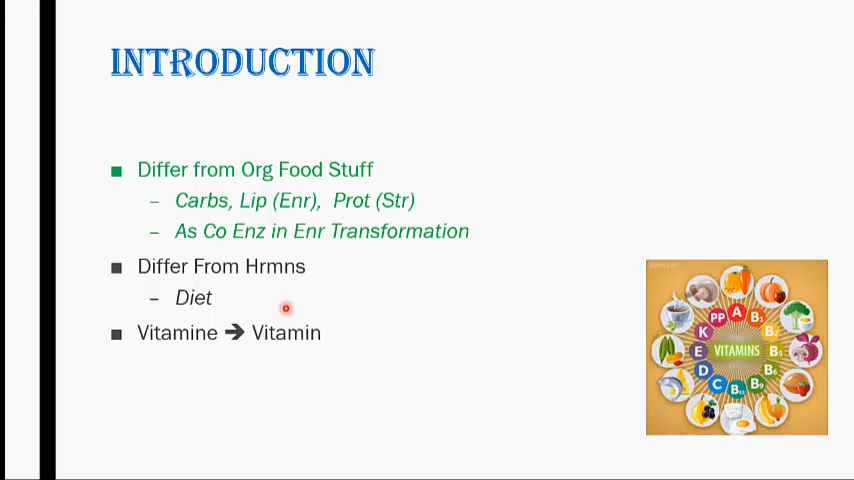 INTRODUCTION
■ Differ from Org Food Stuff
– Carbs, Lip (Enr), Prot (Str)
– As Co Enz in Enr Transformation
■ Differ From Hrmns
– Diet
■ Vitamine ➔ Vitamin
VITAMINS
A
B1
B2
B5
B6
B9
B12
C
D
E
K
PP